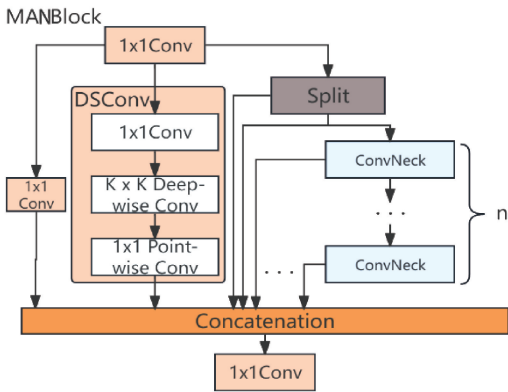 MANBlock
1x1Conv
DSConv
Split
1x1Conv
ConvNeck
1x1
Conv
K x K Deep-
wise Conv
. . .
n
1x1 Point-
wise Conv
. . .
ConvNeck
Concatenation
1x1Conv